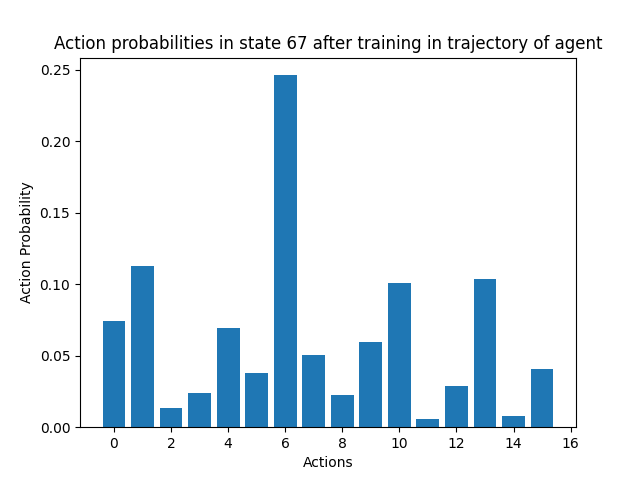 Action probabilities in state 67 after training in trajectory of agent
0.25
0.20
0.15
0.10
0.05
0.00
Action Probability
0 2 4 6 8 10 12 14 16
Actions